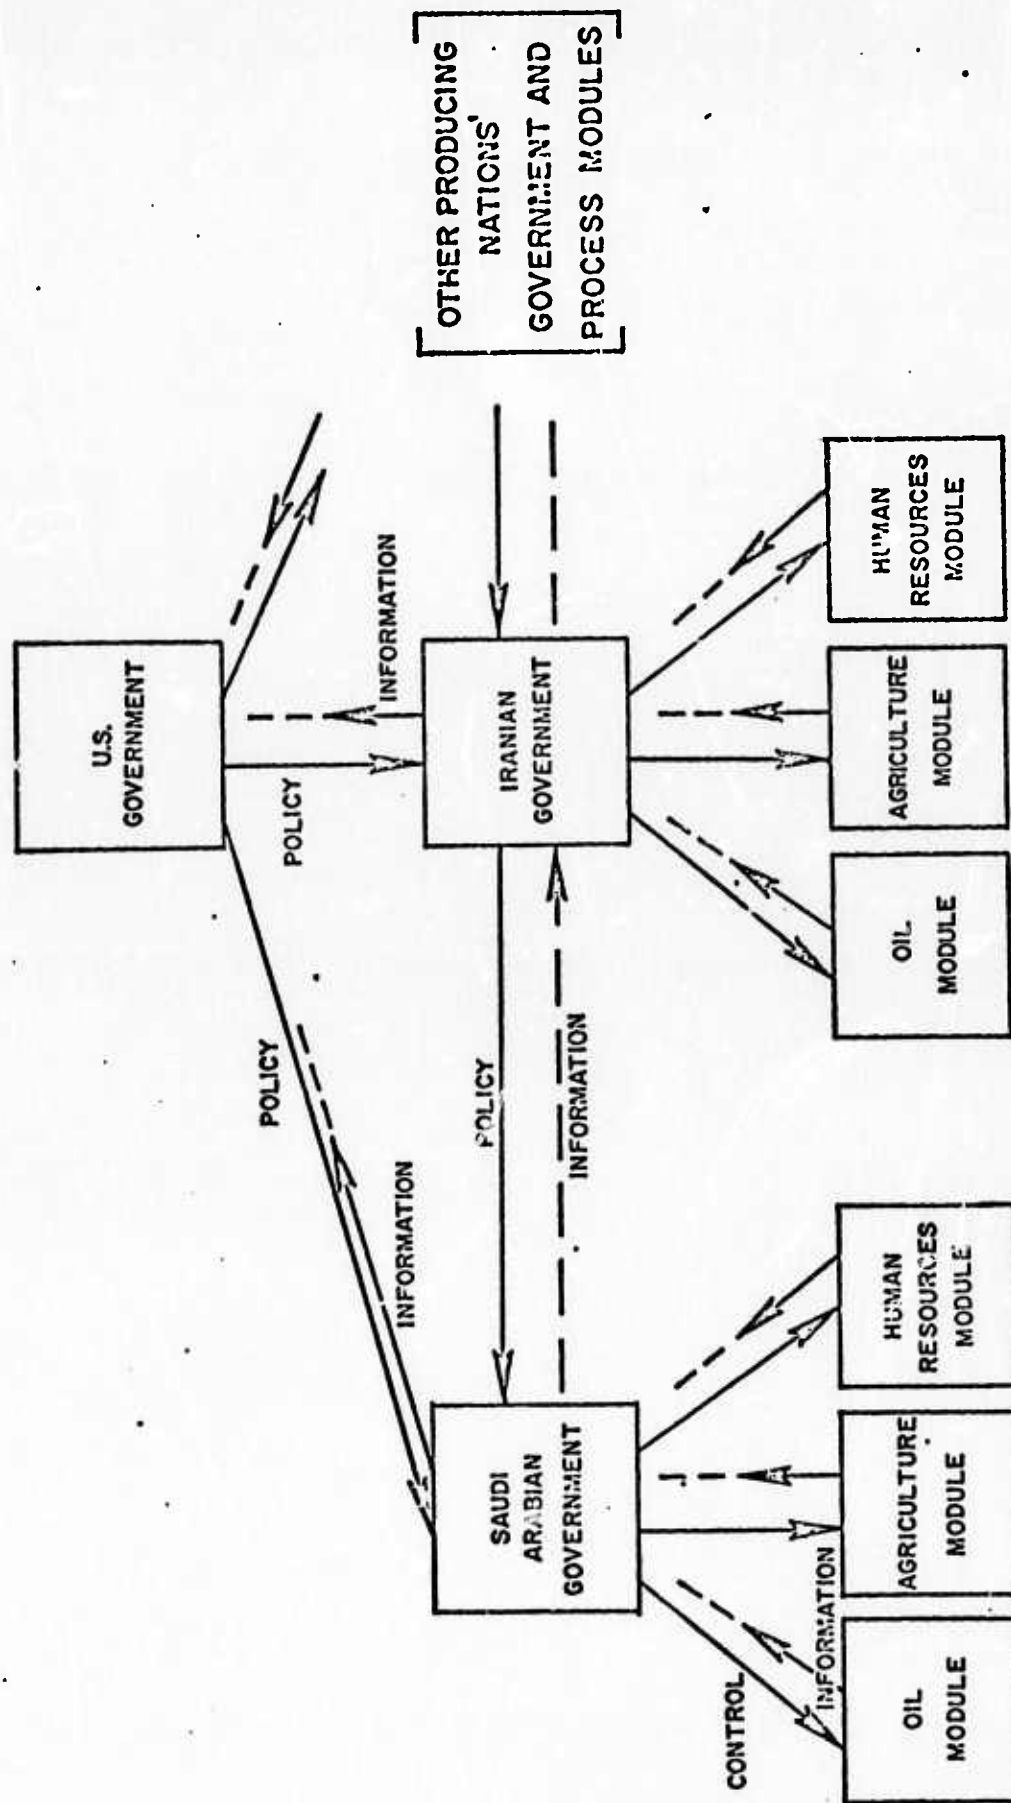 U.S.
GOVERNMENT
POLICY
INFORMATION
POLICY
INFORMATION
OTHER PRODUCING
NATIONS'
GOVERNMENT AND
PROCESS MODULES
SAUDI
ARABIAN
GOVERNMENT
POLICY
INFORMATION
IRANIAN
GOVERNMENT
CONTROL
INFORMATION
OIL
MODULE
AGRICULTURE
MODULE
HUMAN
RESOURCES
MODULE
OIL
MODULE
AGRICULTURE
MODULE
HUMAN
RESOURCES
MODULE